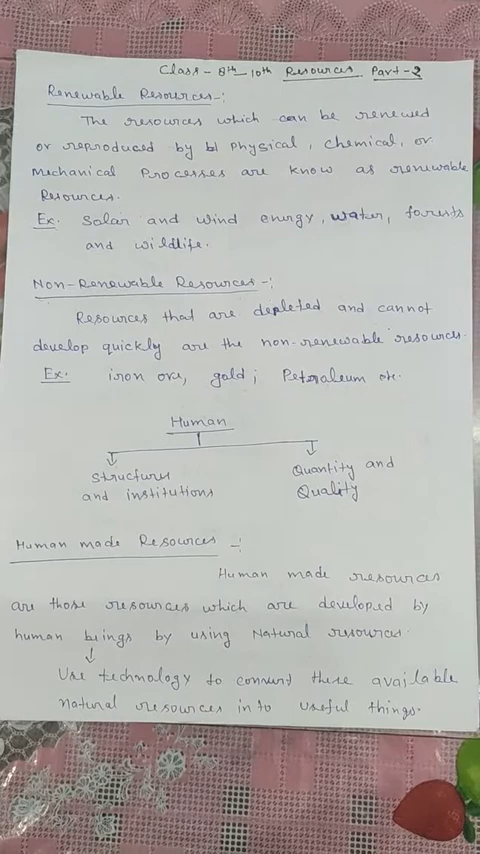 Class - 8th - 10th Resources Part-2
Renewable Resources -:
The resources which can be renewed
or reproduced by Physical, chemical, or
Mechanical Processes are know as renewable
Resources.
Ex. Solar and wind energy, water, forests
and wildlife.
Non-Renewable Resources -:
Resources that are depleted and cannot
develop quickly are the non-renewable resources.
Ex. iron ore, gold; Petroleum etc.
Human
Structures
and institutions
Quantity and
Quality
Human made Resources -:
Human made resources
are those resources which are developed by
human beings by using Natural resources.
Use technology to convert these available
natural resources in to useful things.